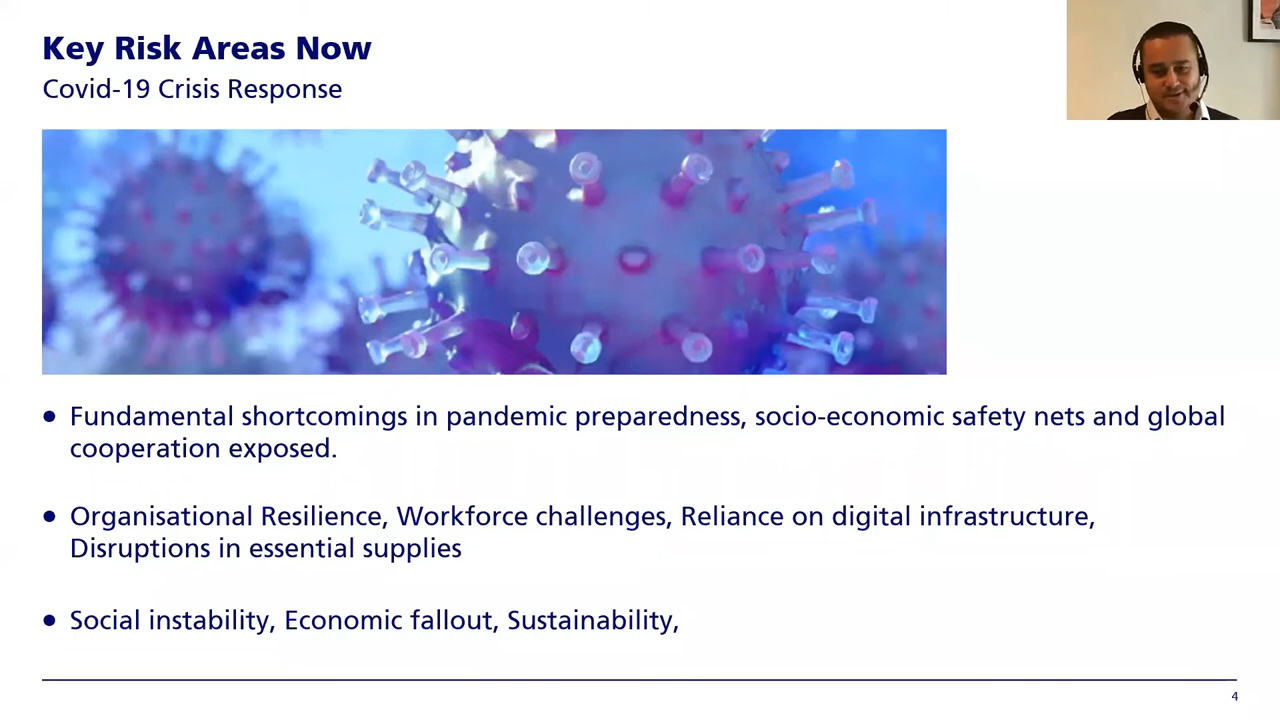 Key Risk Areas Now
Covid-19 Crisis Response
• Fundamental shortcomings in pandemic preparedness, socio-economic safety nets and global
cooperation exposed.
• Organisational Resilience, Workforce challenges, Reliance on digital infrastructure,
Disruptions in essential supplies
• Social instability, Economic fallout, Sustainability,
4